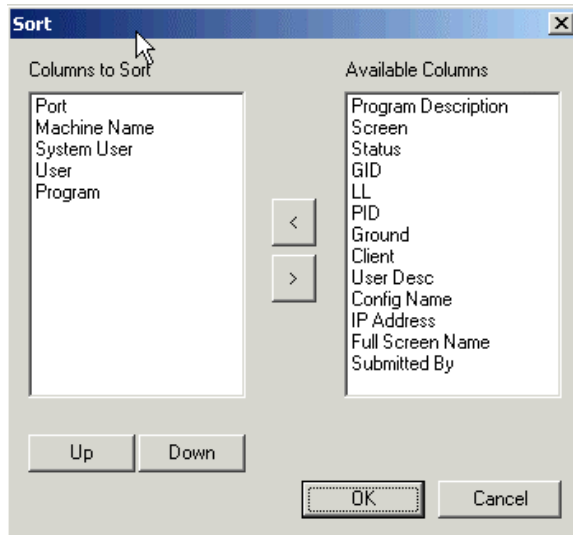 Sort
Columns to Sort
Available Columns
Port
Machine Name
System User
User
Program
Program Description
Screen
Status
GID
LL
PID
Ground
Client
User Desc
Config Name
IP Address
Full Screen Name
Submitted By
<
>
Up
Down
OK
Cancel